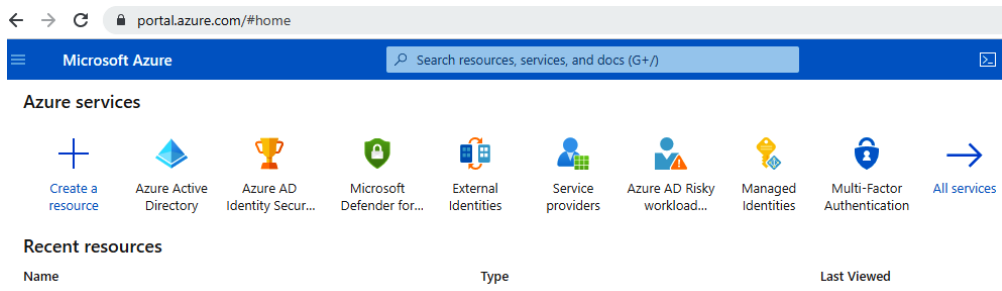 portal.azure.com/#home
Microsoft Azure
Search resources, services, and docs (G+/)
Azure services
Create a
resource
Azure Active
Directory
Azure AD
Identity Secur...
Microsoft
Defender for...
External
Identities
Service
providers
Azure AD Risky
workload...
Managed
Identities
Multi-Factor
Authentication
All services
Recent resources
Name Type Last Viewed